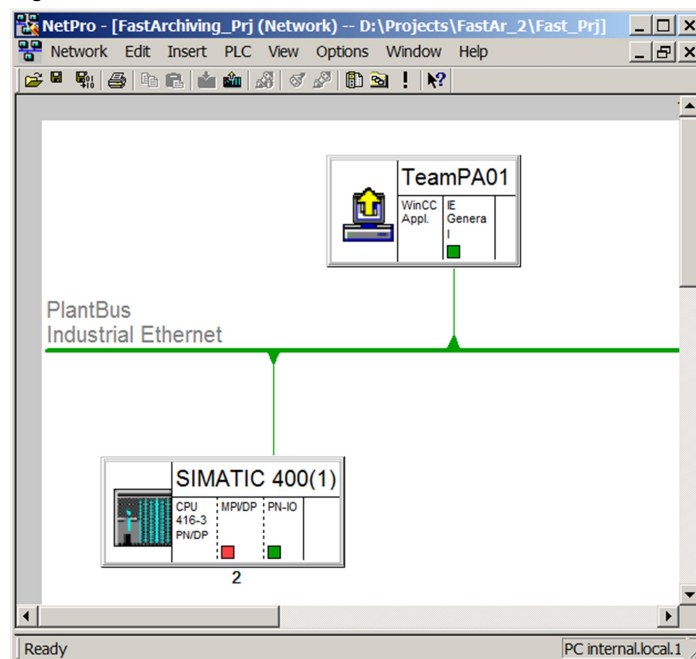 NetPro - [FastArchiving_Prj (Network) -- D:\Projects\FastAr_2\Fast_Prj]
Network Edit Insert PLC View Options Window Help
TeamPA01
WinCC Appl.
IE Genera l
PlantBus
Industrial Ethernet
SIMATIC 400(1)
CPU 416-3 PN/DP
MPI/DP
PN-IO
2
Ready
PC internal.local.1